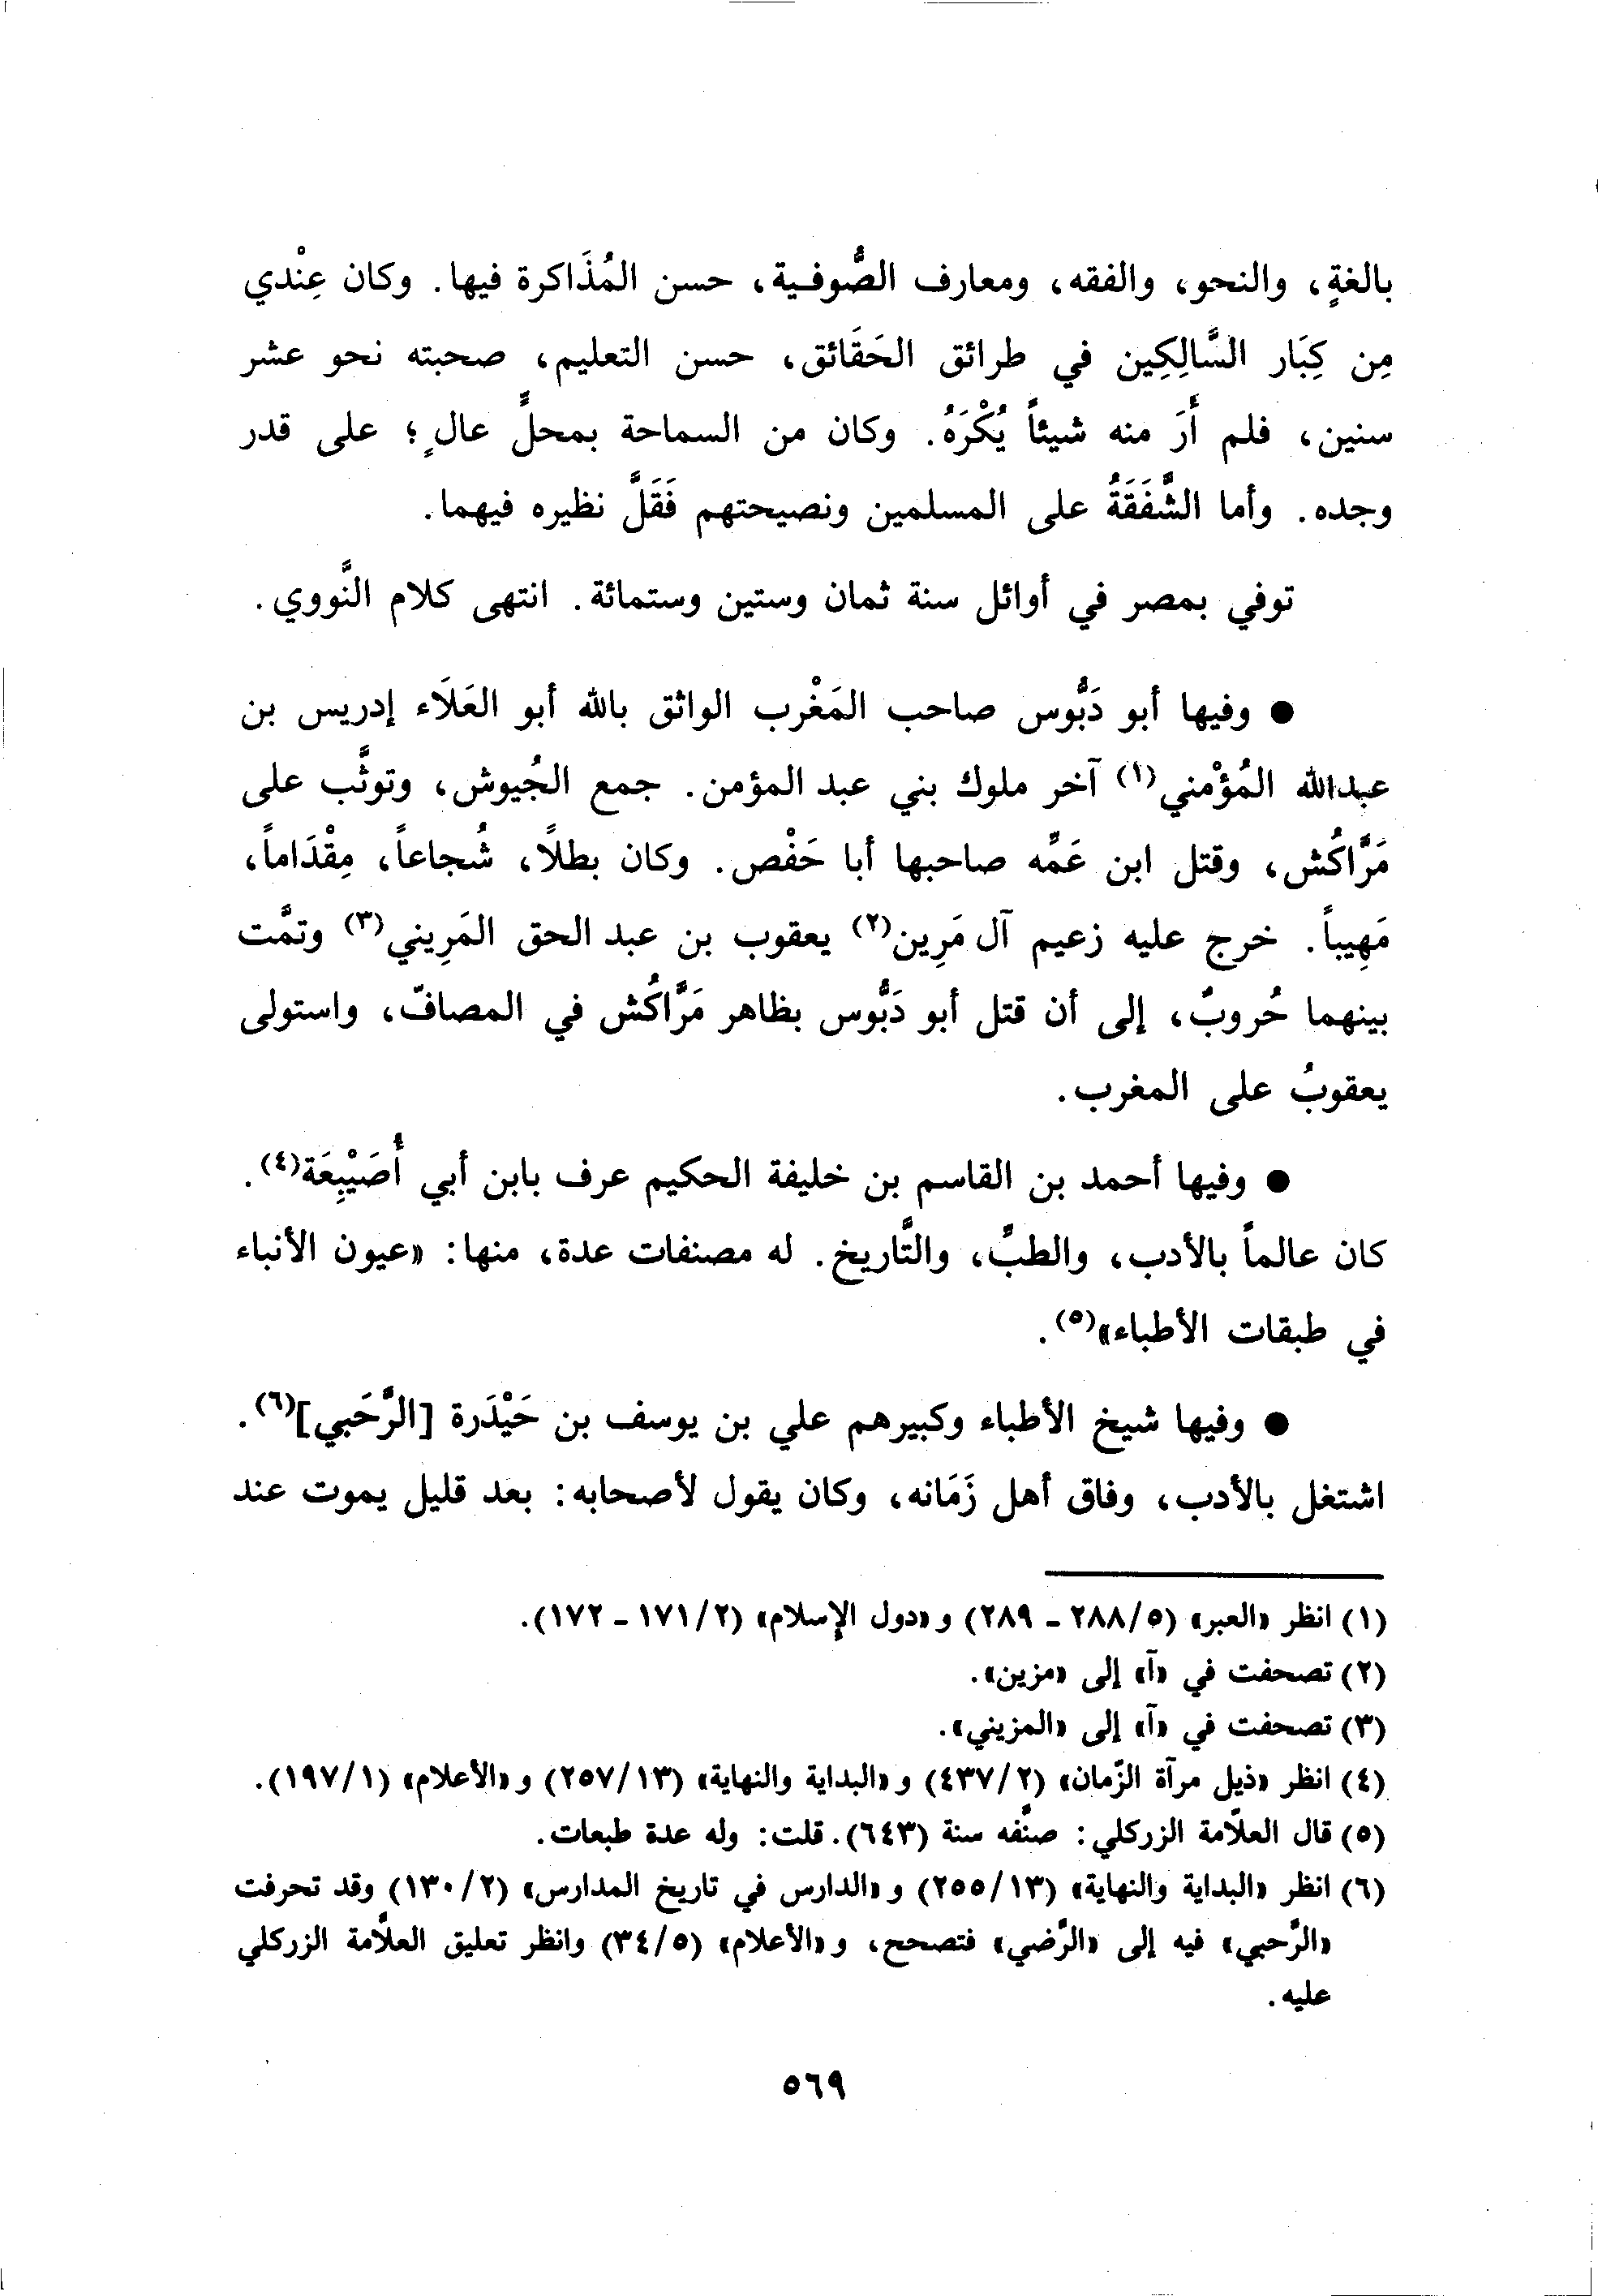 بالغةٍ، والنحو، والفقه، ومعارف الصُّوفية، حسن المُذَاكرة فيها. وكان عِنْدي
مِن كِبَار السَّالِكِين في طرائق الحَقَائق، حسن التعليم، صحبته نحو عشر
سنين، فلم أَرَ منه شيئاً يُكْرَهُ. وكان من السماحة بمحلٍّ عالٍ؛ على قدر
وجده. وأما الشَّفَقَةُ على المسلمين ونصيحتهم فَقَلَّ نظيره فيهما.
توفي بمصر في أوائل سنة ثمان وستين وستمائة. انتهى كلام النَّووي.
● وفيها أبو دَبُّوس صاحب المَغْرب الواثق بالله أبو العَلَاء إدريس بن
عبدالله المُؤْمني(١) آخر ملوك بني عبد المؤمن. جمع الجُيوش، وتوثَّب على
مَرَّاكُش، وقتل ابن عَمِّه صاحبها أبا حَفْص. وكان بطلاً، شُجاعاً، مِقْدَاماً،
مَهِيباً. خرج عليه زعيم آل مَرِين(٢) يعقوب بن عبد الحق المَرِيني(٣) وتمَّت
بينهما حُروبٌ، إلى أن قتل أبو دَبُّوس بظاهر مَرَّاكُش في المصافّ، واستولى
يعقوبُ على المغرب.
● وفيها أحمد بن القاسم بن خليفة الحكيم عرف بابن أبي أُصَيْبِعَة(٤).
كان عالماً بالأدب، والطبِّ، والتَّاريخ. له مصنفات عدة، منها: «عيون الأنباء
في طبقات الأطباء»(٥).
● وفيها شيخ الأطباء وكبيرهم علي بن يوسف بن حَيْدَرة [الرَّحَبي](٦).
اشتغل بالأدب، وفاق أهل زَمَانه، وكان يقول لأصحابه: بعد قليل يموت عند
(١) انظر «العبر» (٢٨٨/٥ - ٢٨٩) و«دول الإسلام» (١٧١/٢ - ١٧٢).
(٢) تصحفت في «آ» إلى «مزين».
(٣) تصحفت في «آ» إلى «المزيني».
(٤) انظر «ذيل مرآة الزّمان» (٤٣٧/٢) و«البداية والنهاية» (٢٥٧/١٣) و«الأعلام» (١٩٧/١).
(٥) قال العلاّمة الزركلي: صنَّفه سنة (٦٤٣). قلت: وله عدة طبعات.
(٦) انظر «البداية والنهاية» (٢٥٥/١٣) و«الدارس في تاريخ المدارس» (١٣٠/٢) وقد تحرفت
«الرَّحبي» فيه إلى «الرَّضي» فتصحح، و«الأعلام» (٣٤/٥) وانظر تعليق العلاَّمة الزركلي
عليه.
٥٦٩